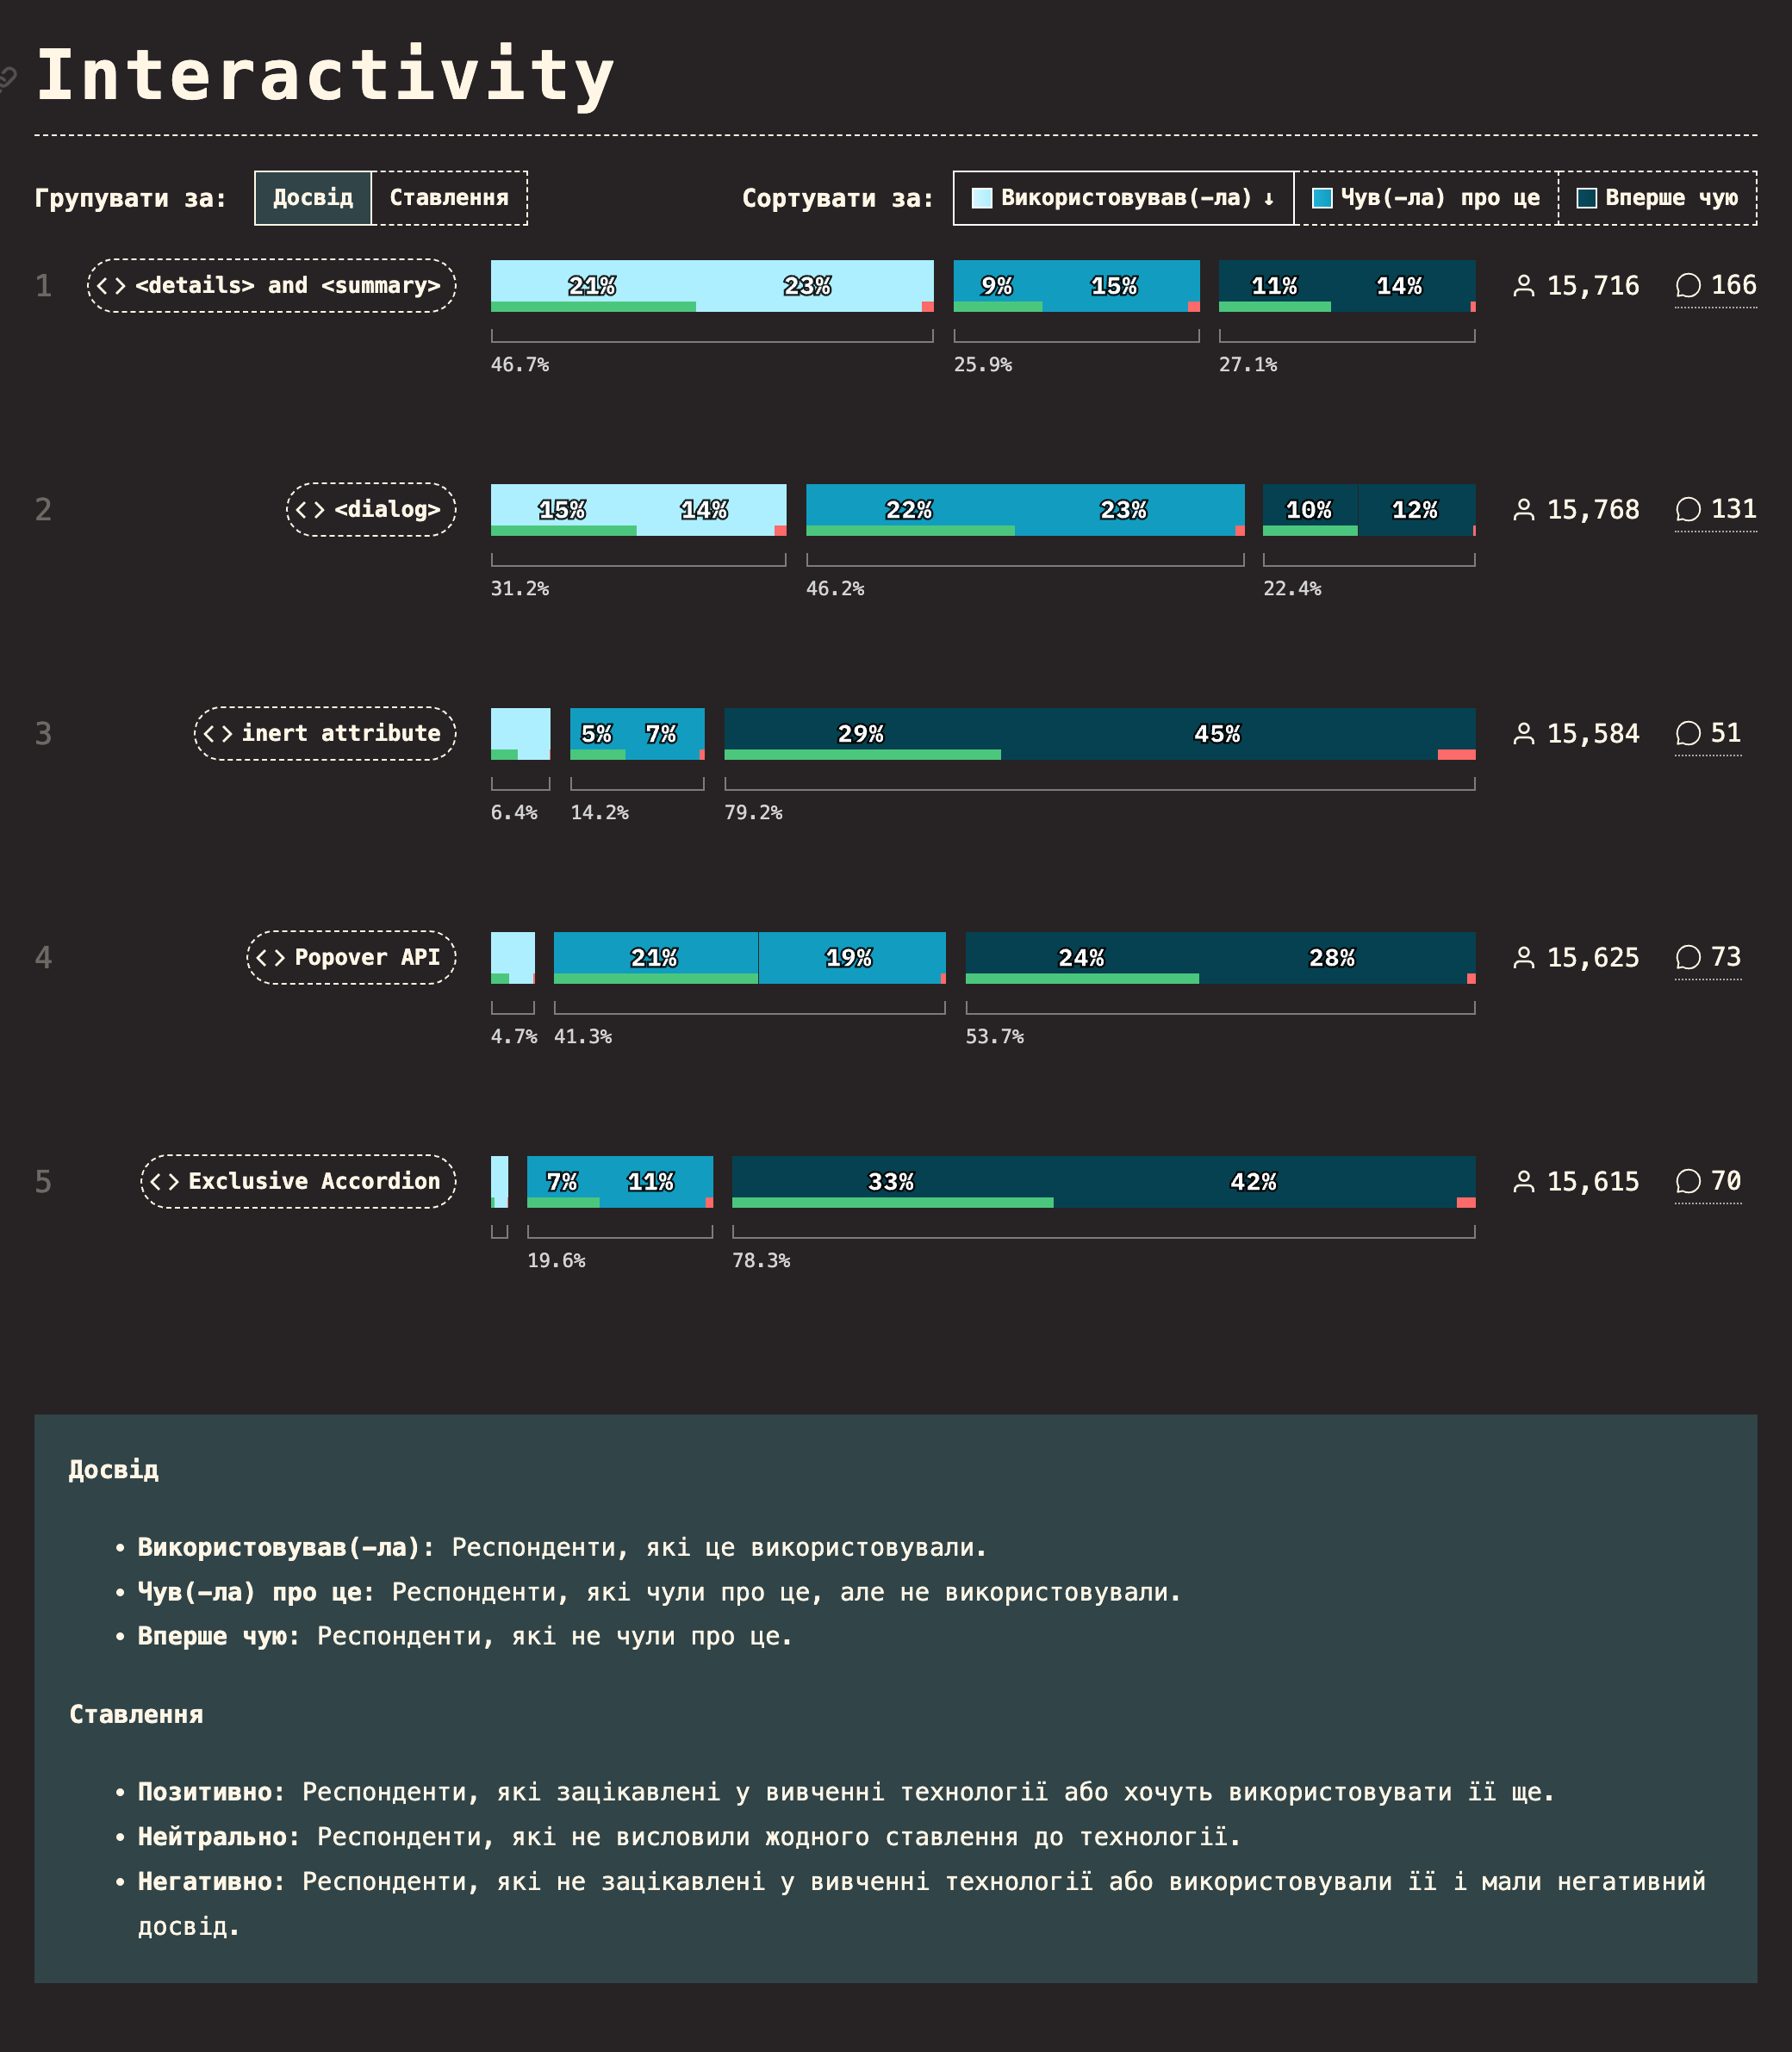 Interactivity
Групувати за: Досвід Ставлення Сортувати за: Використовував(-ла) ↓ Чув(-ла) про це Вперше чую
1 <> <details> and <summary> 21% 23% 9% 15% 11% 14% 15,716 166
46.7% 25.9% 27.1%
2 <> <dialog> 15% 14% 22% 23% 10% 12% 15,768 131
31.2% 46.2% 22.4%
3 <> inert attribute 5% 7% 29% 45% 15,584 51
6.4% 14.2% 79.2%
4 <> Popover API 21% 19% 24% 28% 15,625 73
4.7% 41.3% 53.7%
5 <> Exclusive Accordion 7% 11% 33% 42% 15,615 70
19.6% 78.3%
Досвід
• Використовував(-ла): Респонденти, які це використовували.
• Чув(-ла) про це: Респонденти, які чули про це, але не використовували.
• Вперше чую: Респонденти, які не чули про це.
Ставлення
• Позитивно: Респонденти, які зацікавлені у вивченні технології або хочуть використовувати її ще.
• Нейтрально: Респонденти, які не висловили жодного ставлення до технології.
• Негативно: Респонденти, які не зацікавлені у вивченні технології або використовували її і мали негативний
досвід.